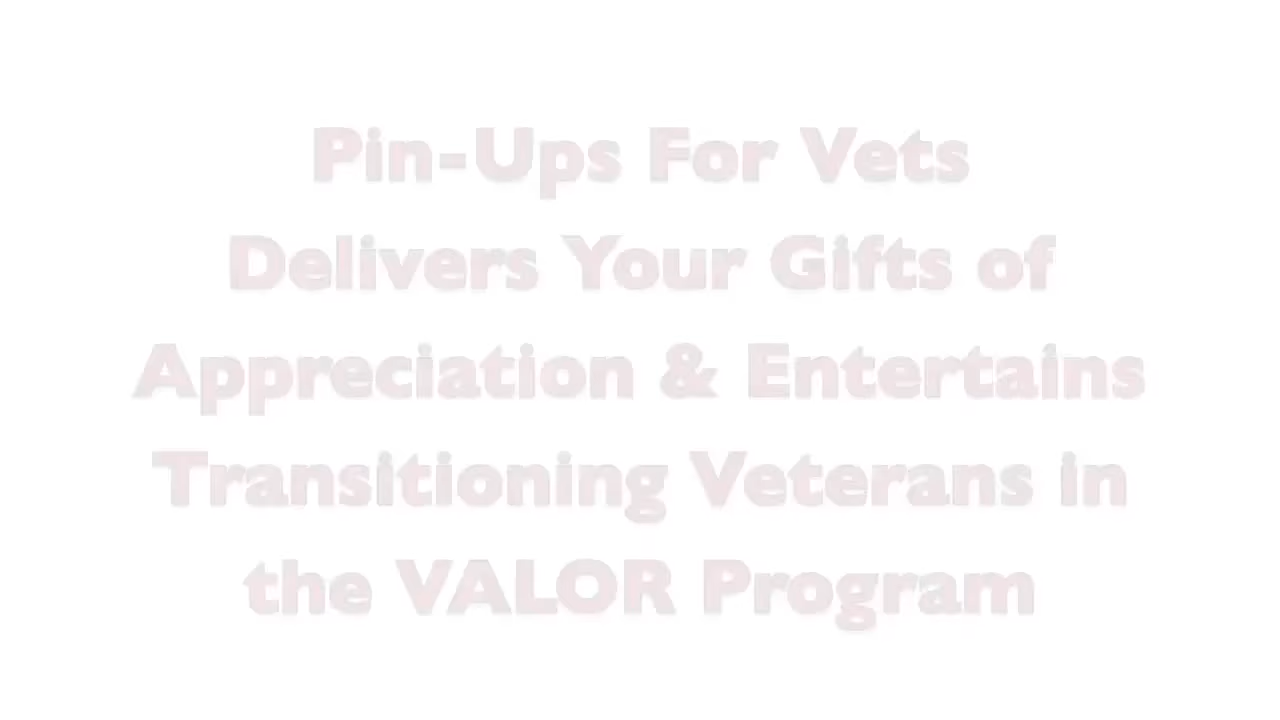 Pin-Ups For Vets
Delivers Your Gifts of
Appreciation & Entertains
Transitioning Veterans in
the VALOR Program